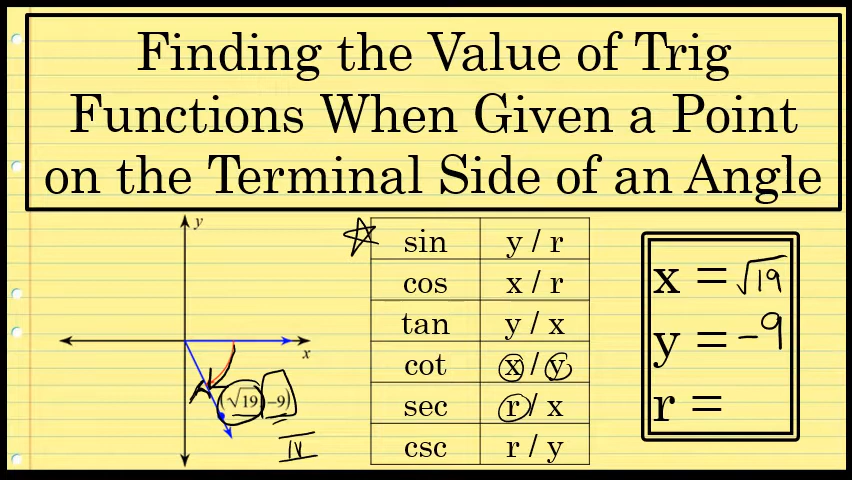 Finding the Value of Trig
Functions When Given a Point
on the Terminal Side of an Angle
y
x
(√19, −9)
IV
sin y / r
cos x / r
tan y / x
cot x / y
sec r / x
csc r / y
x = √19
y = −9
r =